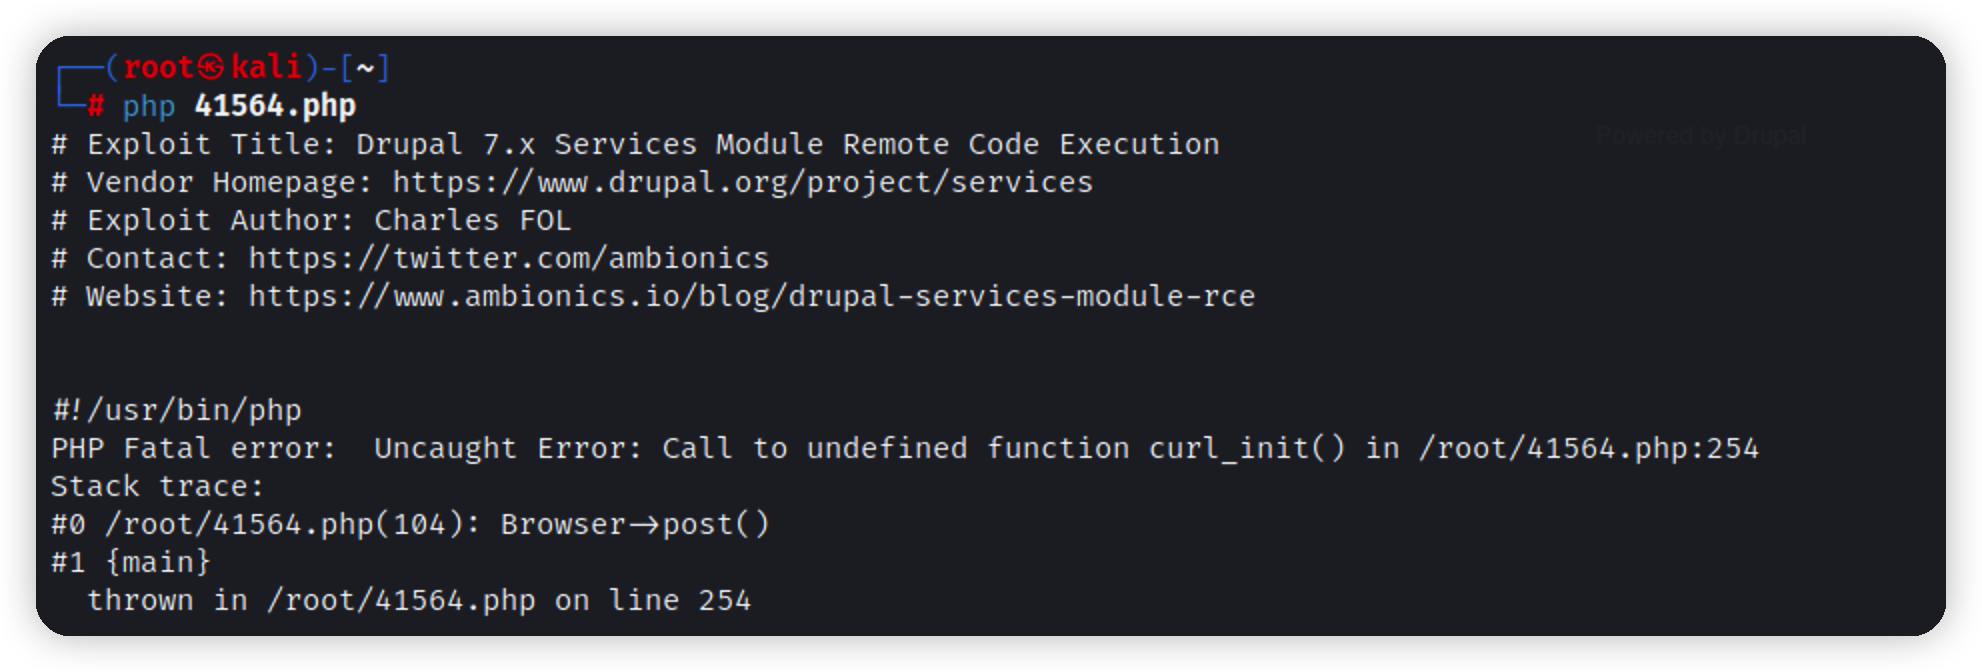 (root㉿kali)-[~]
# php 41564.php
# Exploit Title: Drupal 7.x Services Module Remote Code Execution
Powered by Drupal
# Vendor Homepage: https://www.drupal.org/project/services
# Exploit Author: Charles FOL
# Contact: https://twitter.com/ambionics
# Website: https://www.ambionics.io/blog/drupal-services-module-rce
#!/usr/bin/php
PHP Fatal error:  Uncaught Error: Call to undefined function curl_init() in /root/41564.php:254
Stack trace:
#0 /root/41564.php(104): Browser->post()
#1 {main}
  thrown in /root/41564.php on line 254